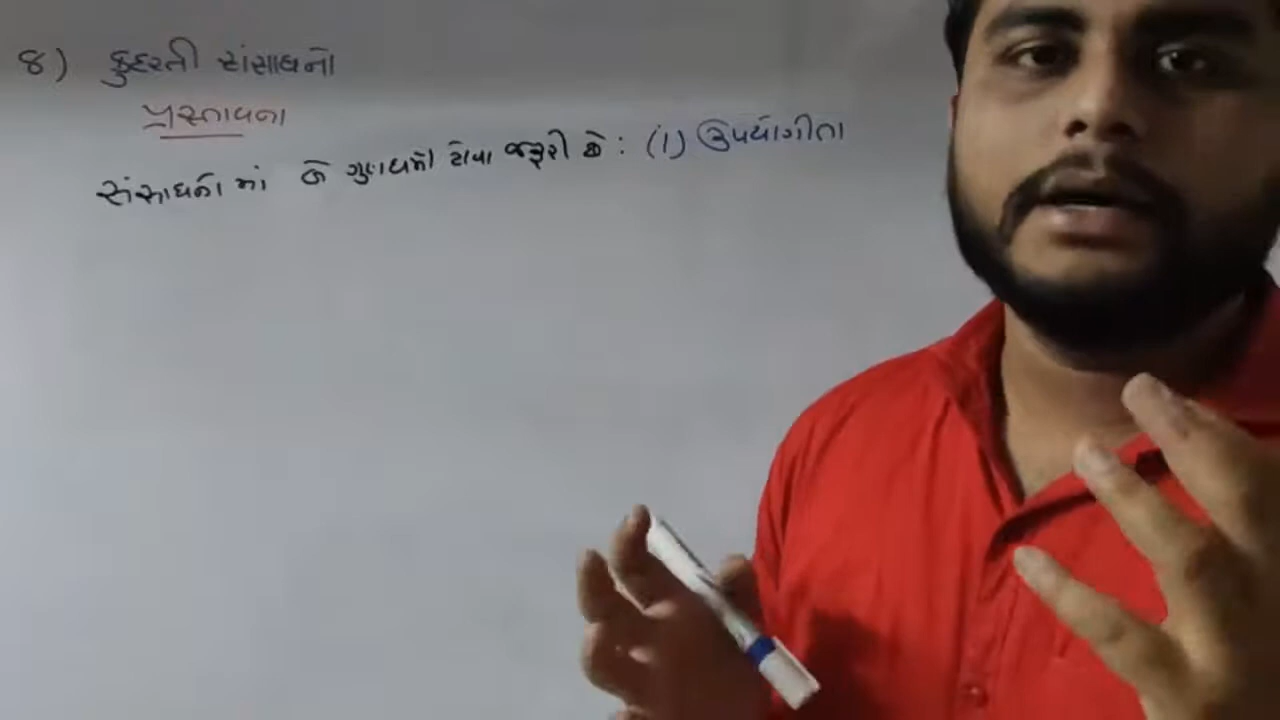 ૪) કુદરતી સંસાધનો
પ્રસ્તાવના
સંસાધનો માં બે ગુણધર્મો હોવા જરૂરી છે : (1) ઉપયોગીતા